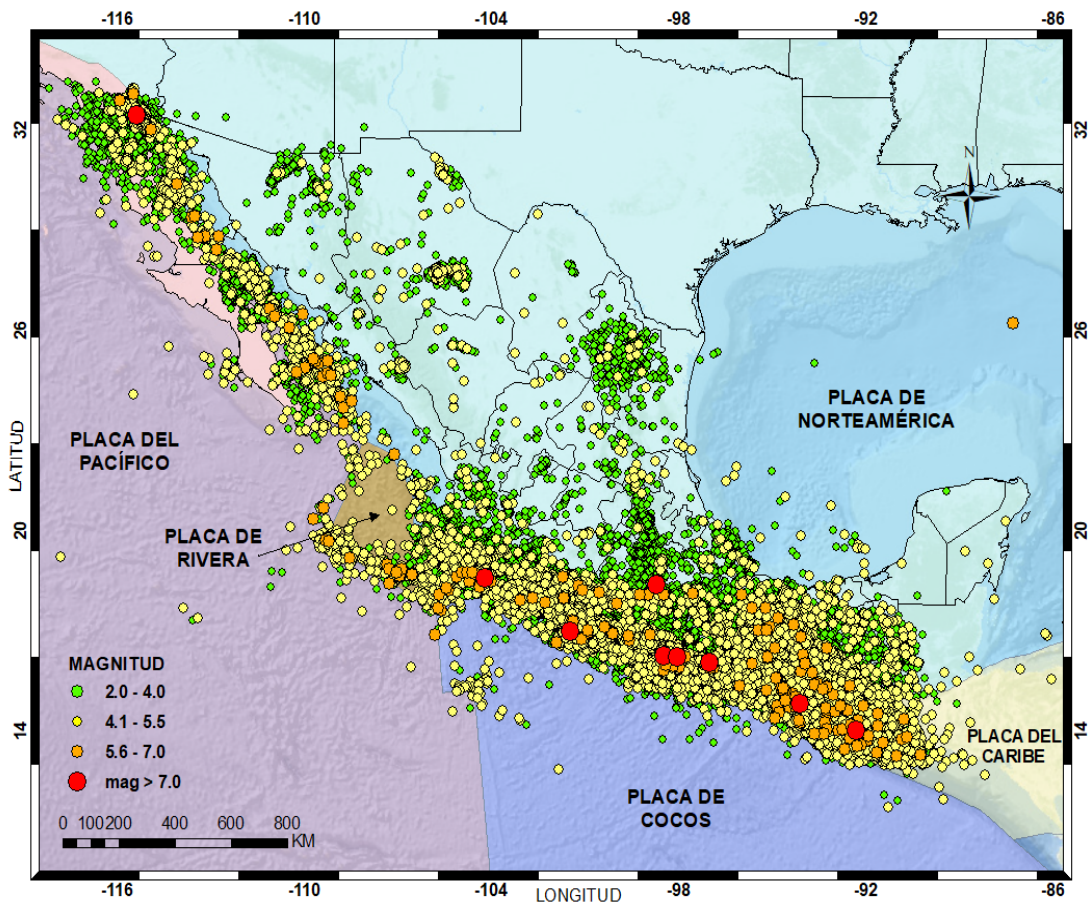 -116 -110 -104 -98 -92 -86
N
32 32
26 26
PLACA DE
NORTEAMÉRICA
PLACA DEL
PACÍFICO
LATITUD
20 20
PLACA DE
RIVERA
MAGNITUD
2.0 - 4.0
4.1 - 5.5
5.6 - 7.0
mag > 7.0
14 14
PLACA DEL
CARIBE
PLACA DE
COCOS
0 100 200 400 600 800
KM
-116 -110 -104 -98 -92 -86
LONGITUD